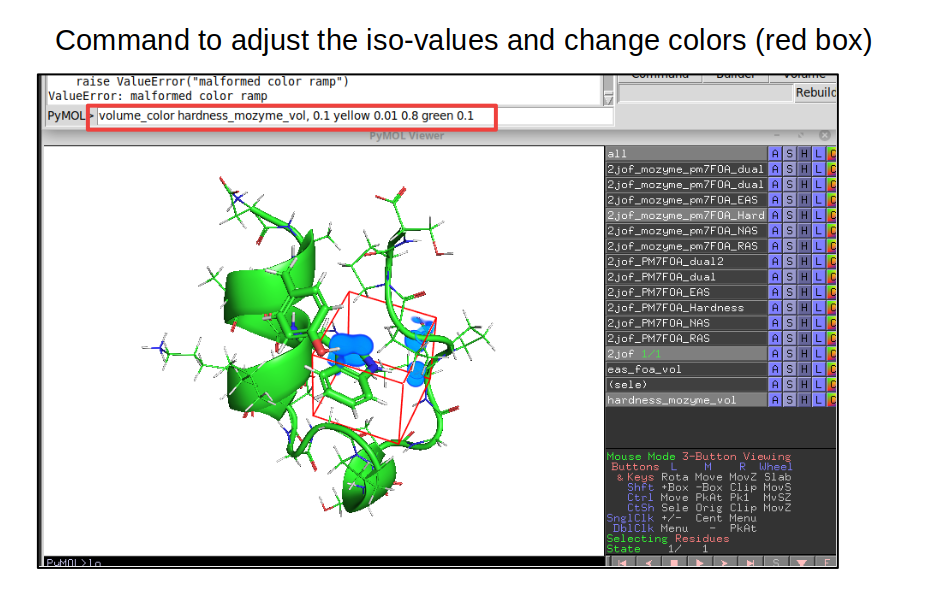 Command to adjust the iso-values and change colors (red box)
raise ValueError("malformed color ramp")
ValueError: malformed color ramp
Command Builder Volume
Rebuild
PyMOL> volume_color hardness_mozyme_vol, 0.1 yellow 0.01 0.8 green 0.1
PyMOL Viewer
all A S H L C
2jof_mozyme_pm7FOA_dual A S H L C
2jof_mozyme_pm7FOA_dual A S H L C
2jof_mozyme_pm7FOA_EAS A S H L C
2jof_mozyme_pm7FOA_Hard A S H L C
2jof_mozyme_pm7FOA_NAS A S H L C
2jof_mozyme_pm7FOA_RAS A S H L C
2jof_PM7FOA_dual2 A S H L C
2jof_PM7FOA_dual A S H L C
2jof_PM7FOA_EAS A S H L C
2jof_PM7FOA_Hardness A S H L C
2jof_PM7FOA_NAS A S H L C
2jof_PM7FOA_RAS A S H L C
2jof 1/1 A S H L C
eas_foa_vol A S H L C
(sele) A S H L C
hardness_mozyme_vol A S H L C
Mouse Mode 3-Button Viewing
Buttons L M R Wheel
& Keys Rota Move MovZ Slab
Shft +Box -Box Clip MovS
Ctrl Move PkAt Pk1 MvSZ
CtSh Sele Orig Clip MovZ
SnglClk +/- Cent Menu
DblClk Menu - PkAt
Selecting Residues
State 1/ 1
S F